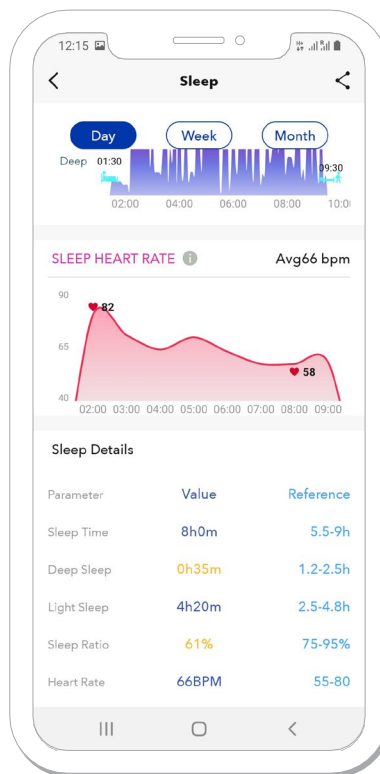 12:15
Sleep
Day Week Month
Deep 01:30 09:30
02:00 04:00 06:00 08:00 10:0
SLEEP HEART RATE Avg66 bpm
90
82
65
58
40
02:00 03:00 04:00 05:00 06:00 07:00 08:00 09:00
Sleep Details
Parameter Value Reference
Sleep Time 8h0m 5.5-9h
Deep Sleep 0h35m 1.2-2.5h
Light Sleep 4h20m 2.5-4.8h
Sleep Ratio 61% 75-95%
Heart Rate 66BPM 55-80